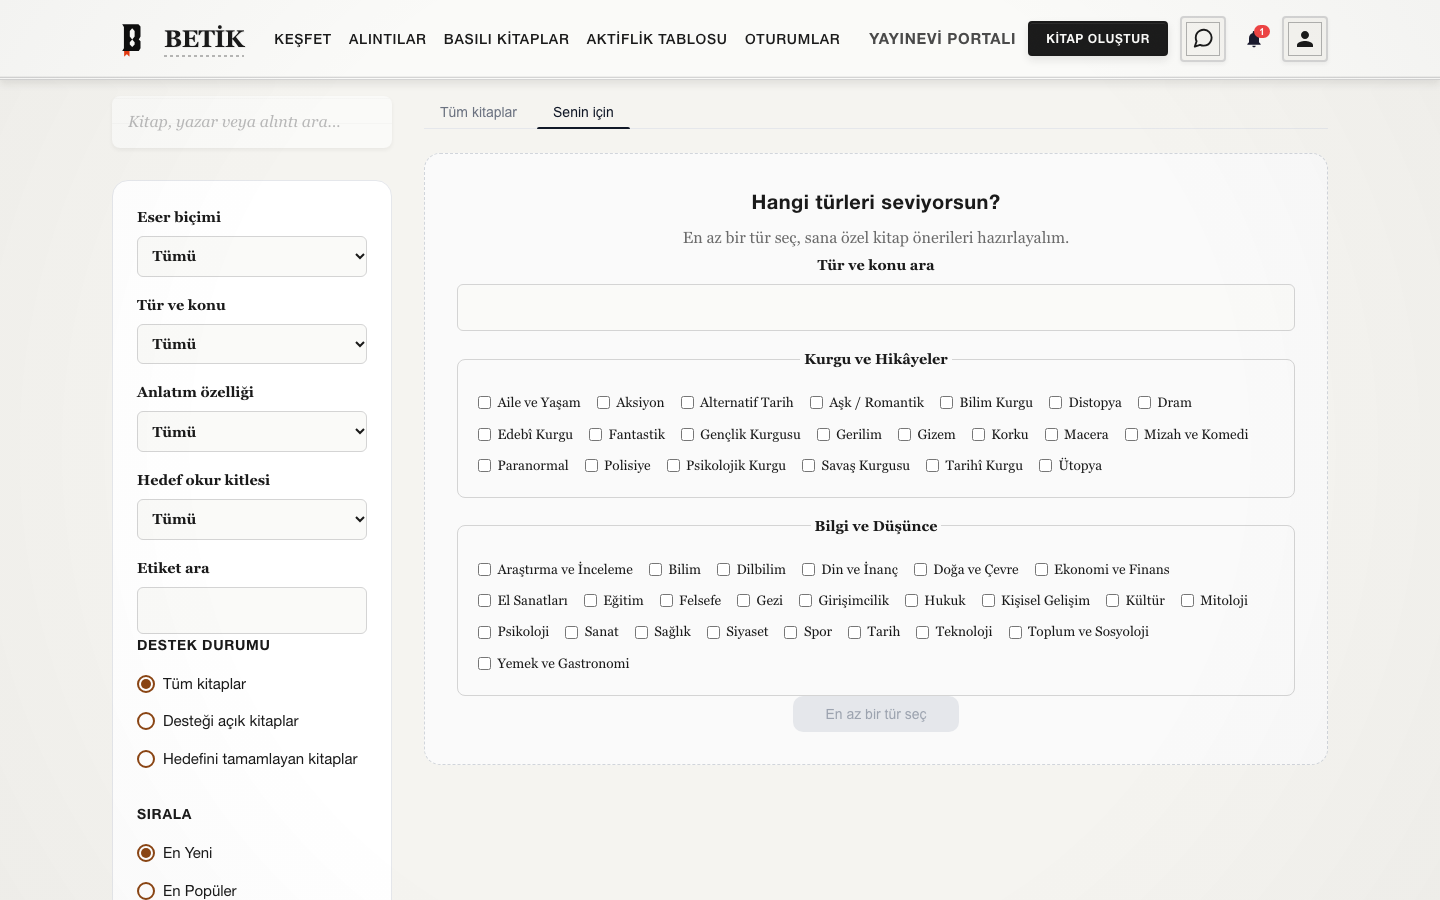 BETİK
KEŞFET
ALINTILAR
BASILI KİTAPLAR
AKTİFLİK TABLOSU
OTURUMLAR
YAYINEVİ PORTALI
KİTAP OLUŞTUR
1
Kitap, yazar veya alıntı ara...
Eser biçimi
Tümü
Tür ve konu
Tümü
Anlatım özelliği
Tümü
Hedef okur kitlesi
Tümü
Etiket ara
DESTEK DURUMU
Tüm kitaplar
Desteği açık kitaplar
Hedefini tamamlayan kitaplar
SIRALA
En Yeni
En Popüler
Tüm kitaplar
Senin için
Hangi türleri seviyorsun?
En az bir tür seç, sana özel kitap önerileri hazırlayalım.
Tür ve konu ara
Kurgu ve Hikâyeler
Aile ve Yaşam Aksiyon Alternatif Tarih Aşk / Romantik Bilim Kurgu Distopya Dram
Edebî Kurgu Fantastik Gençlik Kurgusu Gerilim Gizem Korku Macera Mizah ve Komedi
Paranormal Polisiye Psikolojik Kurgu Savaş Kurgusu Tarihî Kurgu Ütopya
Bilgi ve Düşünce
Araştırma ve İnceleme Bilim Dilbilim Din ve İnanç Doğa ve Çevre Ekonomi ve Finans
El Sanatları Eğitim Felsefe Gezi Girişimcilik Hukuk Kişisel Gelişim Kültür Mitoloji
Psikoloji Sanat Sağlık Siyaset Spor Tarih Teknoloji Toplum ve Sosyoloji
Yemek ve Gastronomi
En az bir tür seç